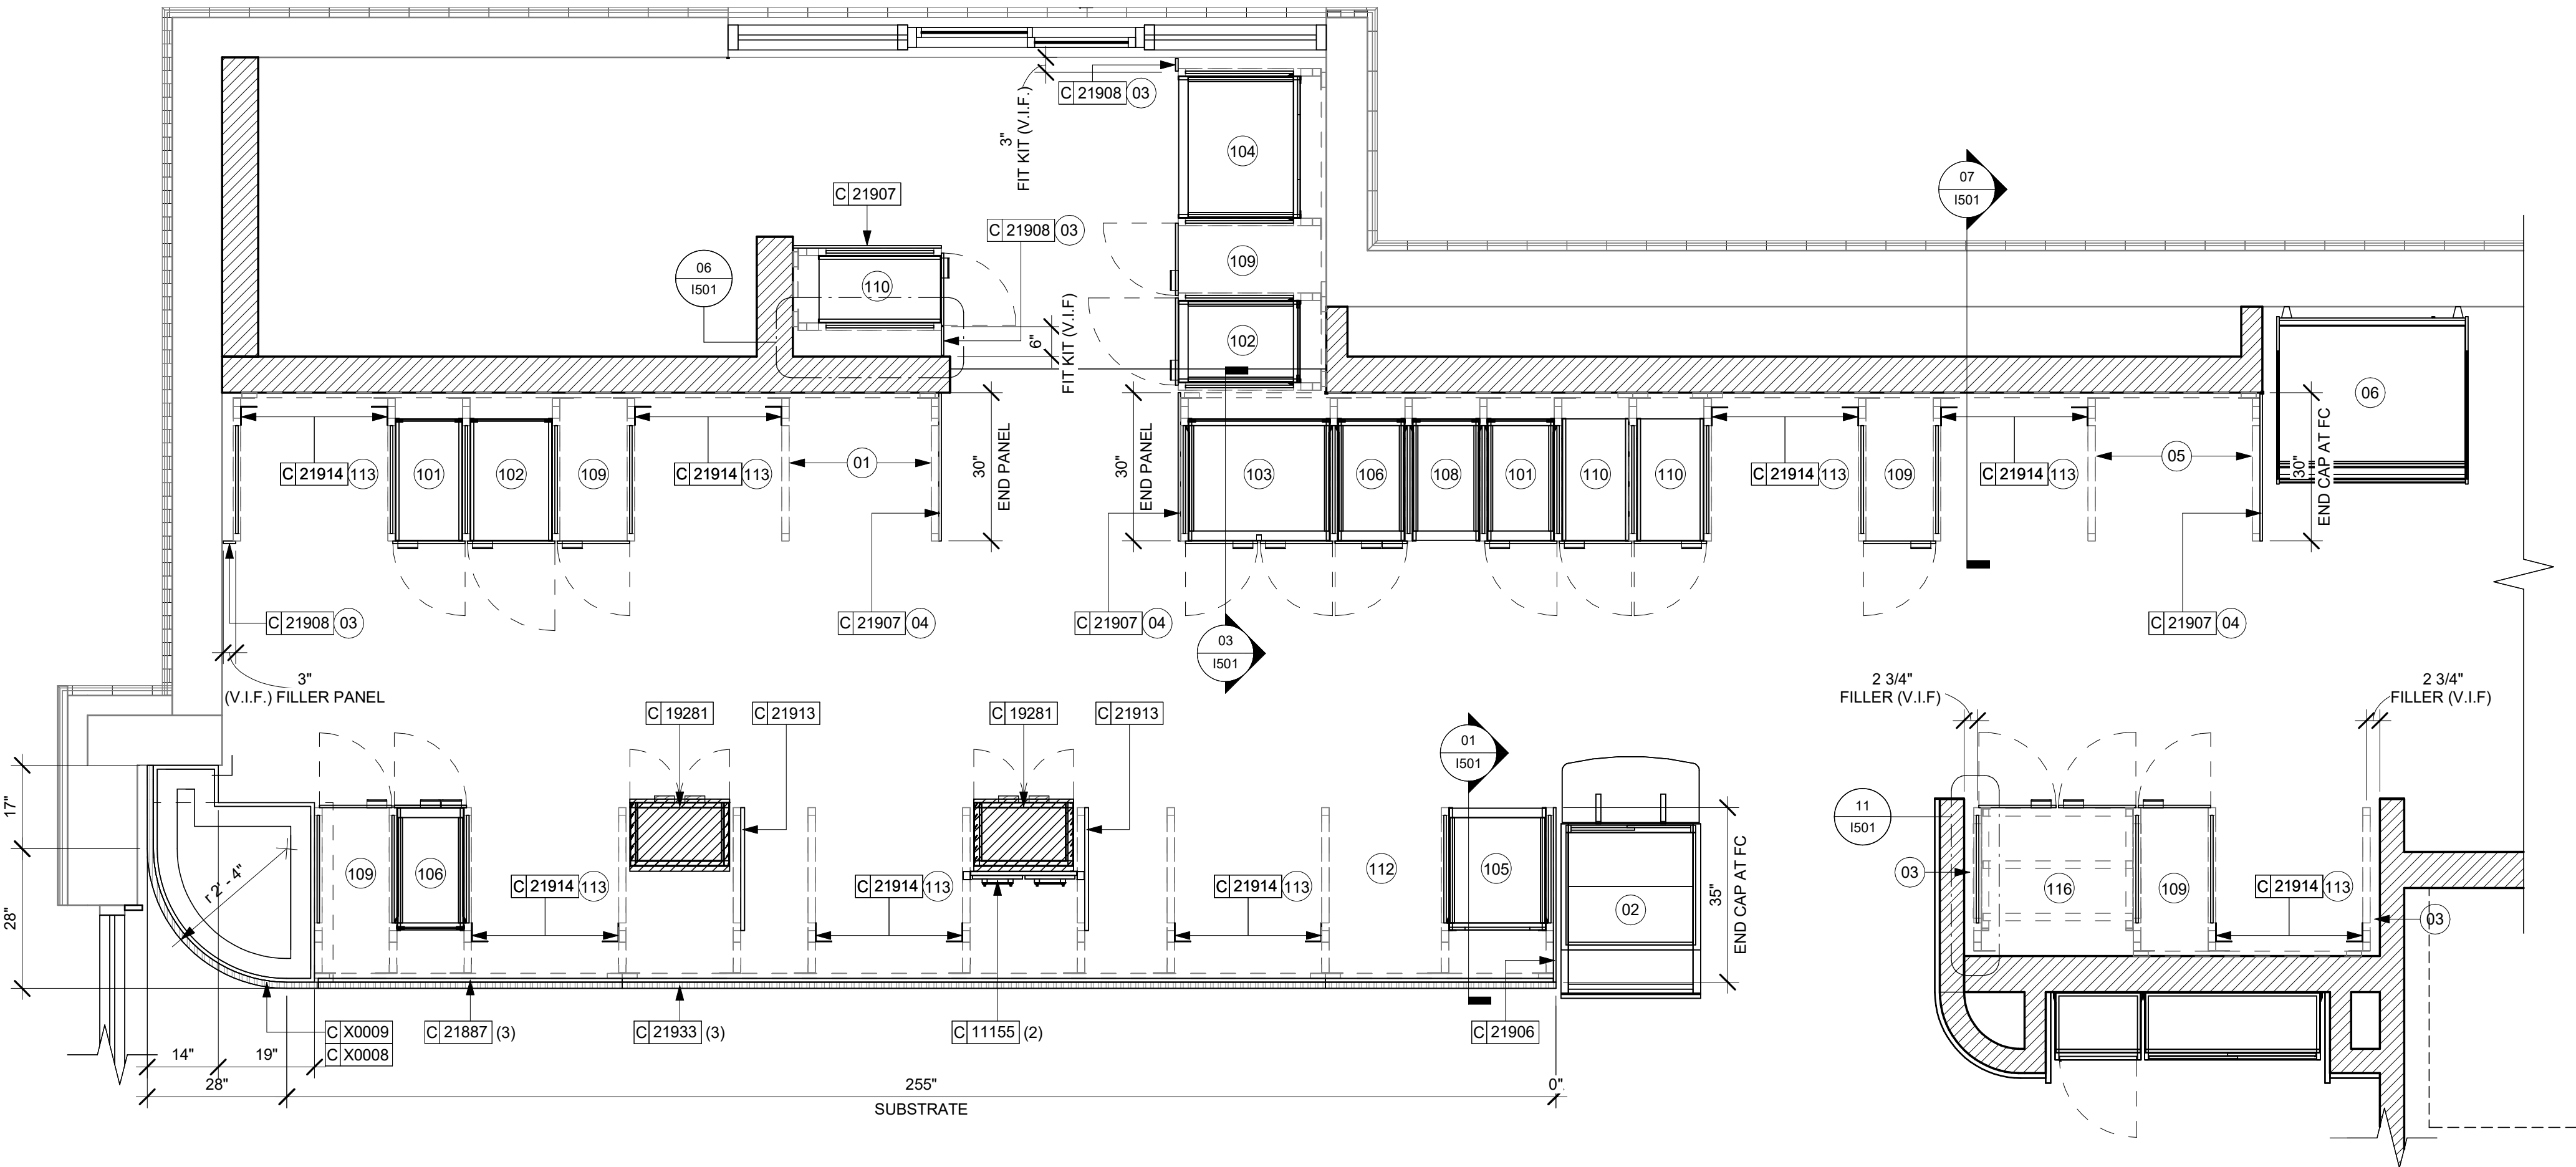 C 21908 03
3"
FIT KIT (V.I.F.)
104
07
I501
C 21907
C 21908 03
109
06
I501
110
102
6"
FIT KIT (V.I.F)
06
30"
END PANEL
30"
END PANEL
30"
END CAP AT FC
C 21914 113
101
102
109
C 21914 113
01
103
106
108
101
110
110
C 21914 113
109
C 21914 113
05
C 21908 03
C 21907 04
C 21907 04
C 21907 04
03
I501
3"
(V.I.F.) FILLER PANEL
2 3/4"
FILLER (V.I.F)
2 3/4"
FILLER (V.I.F)
C 19281
C 21913
C 19281
C 21913
01
I501
17"
28"
r 2' - 4"
11
I501
109
106
C 21914 113
C 21914 113
C 21914 113
112
105
02
35"
END CAP AT FC
03
116
109
C 21914 113
03
C X0009
C X0008
C 21887 (3)
C 21933 (3)
C 11155 (2)
C 21906
14"
19"
28"
255"
SUBSTRATE
0"